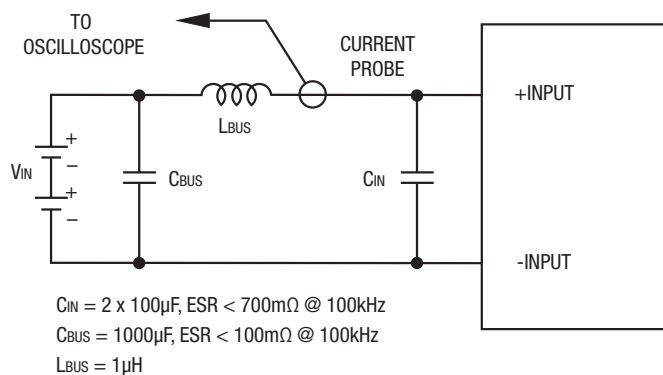 TO
OSCILLOSCOPE
CURRENT
PROBE
+INPUT
LBUS
+
VIN
−
+
−
CBUS
CIN
-INPUT
CIN = 2 x 100µF, ESR < 700mΩ @ 100kHz
CBUS = 1000µF, ESR < 100mΩ @ 100kHz
LBUS = 1µH